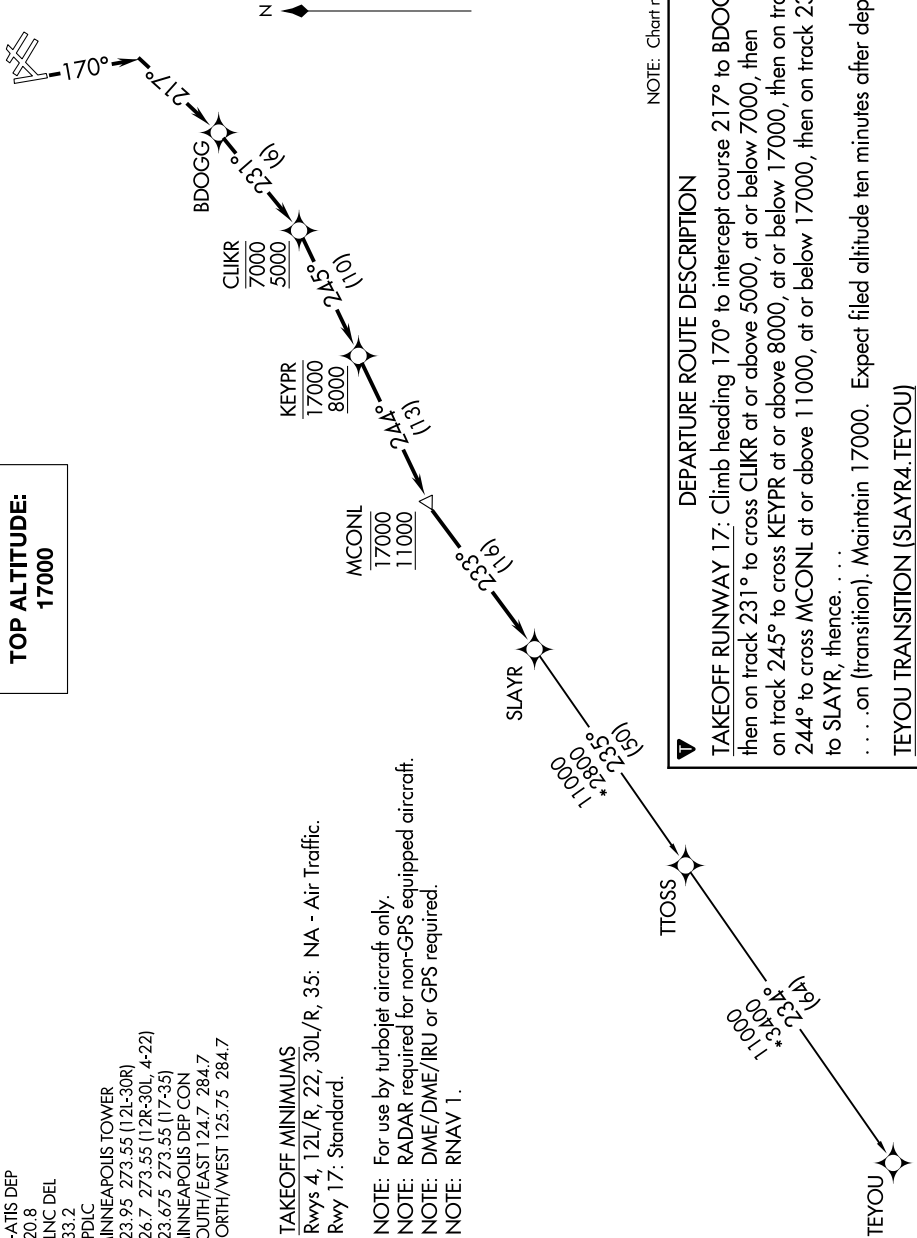 TOP ALTITUDE:
17000
-ATIS DEP
20.8
LNC DEL
33.2
PDLC
INNEAPOLIS TOWER
23.95 273.55 (12L-30R)
26.7 273.55 (12R-30L, 4-22)
23.675 273.55 (17-35)
INNEAPOLIS DEP CON
OUTH/EAST 124.7 284.7
ORTH/WEST 125.75 284.7
TAKEOFF MINIMUMS
Rwys 4, 12L/R, 22, 30L/R, 35: NA - Air Traffic.
Rwy 17: Standard.
NOTE: For use by turbojet aircraft only.
NOTE: RADAR required for non-GPS equipped aircraft.
NOTE: DME/DME/IRU or GPS required.
NOTE: RNAV 1.
N
170°
217°
BDOGG
231°
(6)
CLIKR
7000
5000
245°
(10)
KEYPR
17000
8000
244°
(13)
MCONL
17000
11000
233°
(16)
SLAYR
11000
*2800
235°
(50)
TTOSS
11000
*3400
234°
(64)
TEYOU
NOTE: Chart n
T
DEPARTURE ROUTE DESCRIPTION
TAKEOFF RUNWAY 17: Climb heading 170° to intercept course 217° to BDOG
then on track 231° to cross CLIKR at or above 5000, at or below 7000, then
on track 245° to cross KEYPR at or above 8000, at or below 17000, then on tra
244° to cross MCONL at or above 11000, at or below 17000, then on track 23
to SLAYR, thence. . . .
. . . .on (transition). Maintain 17000. Expect filed altitude ten minutes after dep
TEYOU TRANSITION (SLAYR4.TEYOU)